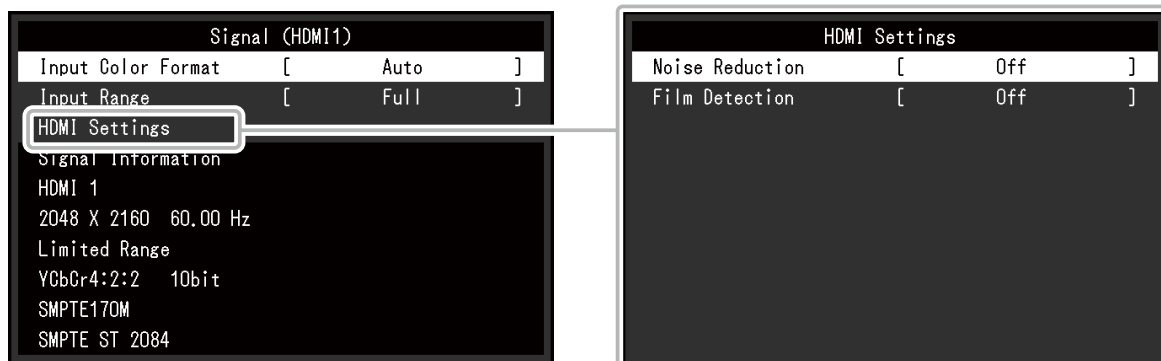 Signal (HDMI1)
Input Color Format [ Auto ]
Input Range [ Full ]
HDMI Settings
Signal Information
HDMI 1
2048 X 2160 60.00 Hz
Limited Range
YCbCr4:2:2 10bit
SMPTE170M
SMPTE ST 2084
HDMI Settings
Noise Reduction [ Off ]
Film Detection [ Off ]